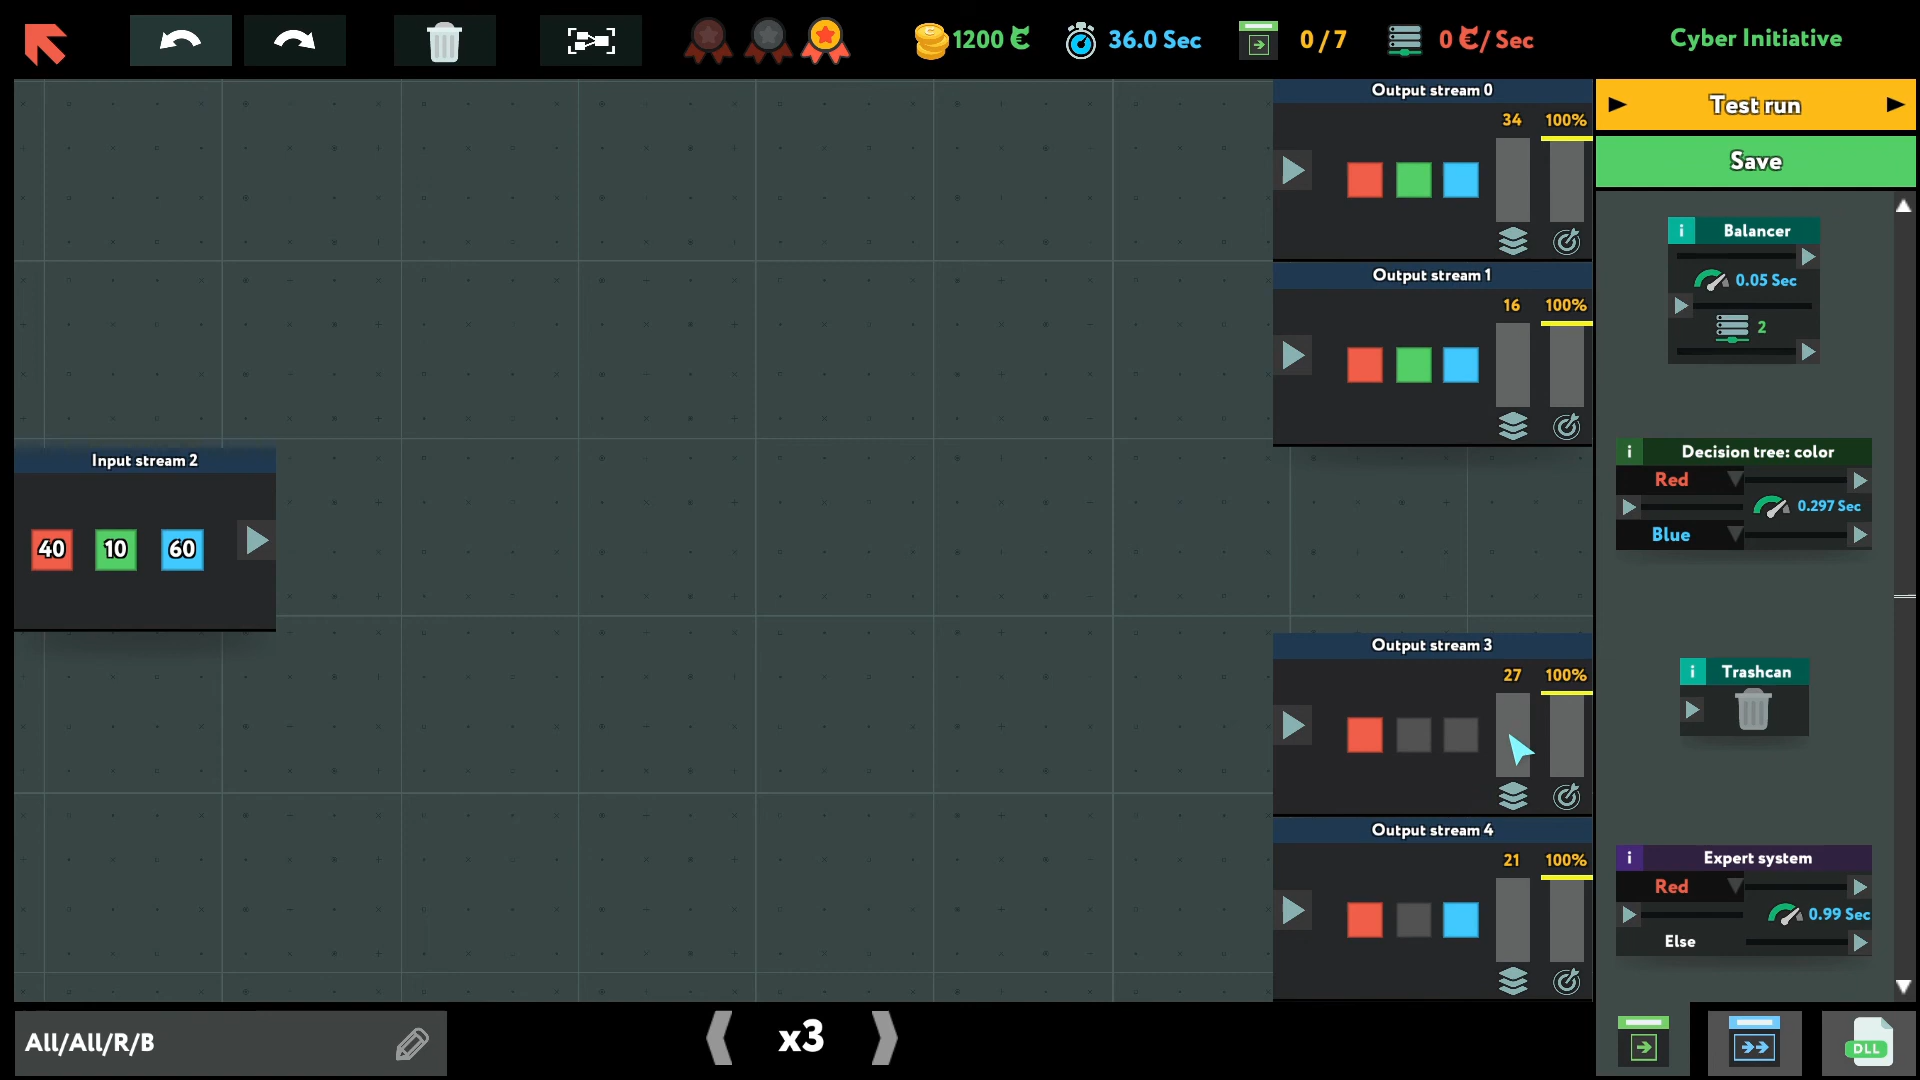 1200
36.0 Sec
0 / 7
0 / Sec
Cyber Initiative
Test run
Save
Output stream 0
34 100%
Output stream 1
16 100%
Input stream 2
40 10 60
Output stream 3
27 100%
Output stream 4
21 100%
i Balancer
0.05 Sec
2
i Decision tree: color
Red
0.297 Sec
Blue
i Trashcan
i Expert system
Red
0.99 Sec
Else
All/All/R/B
x3
DLL